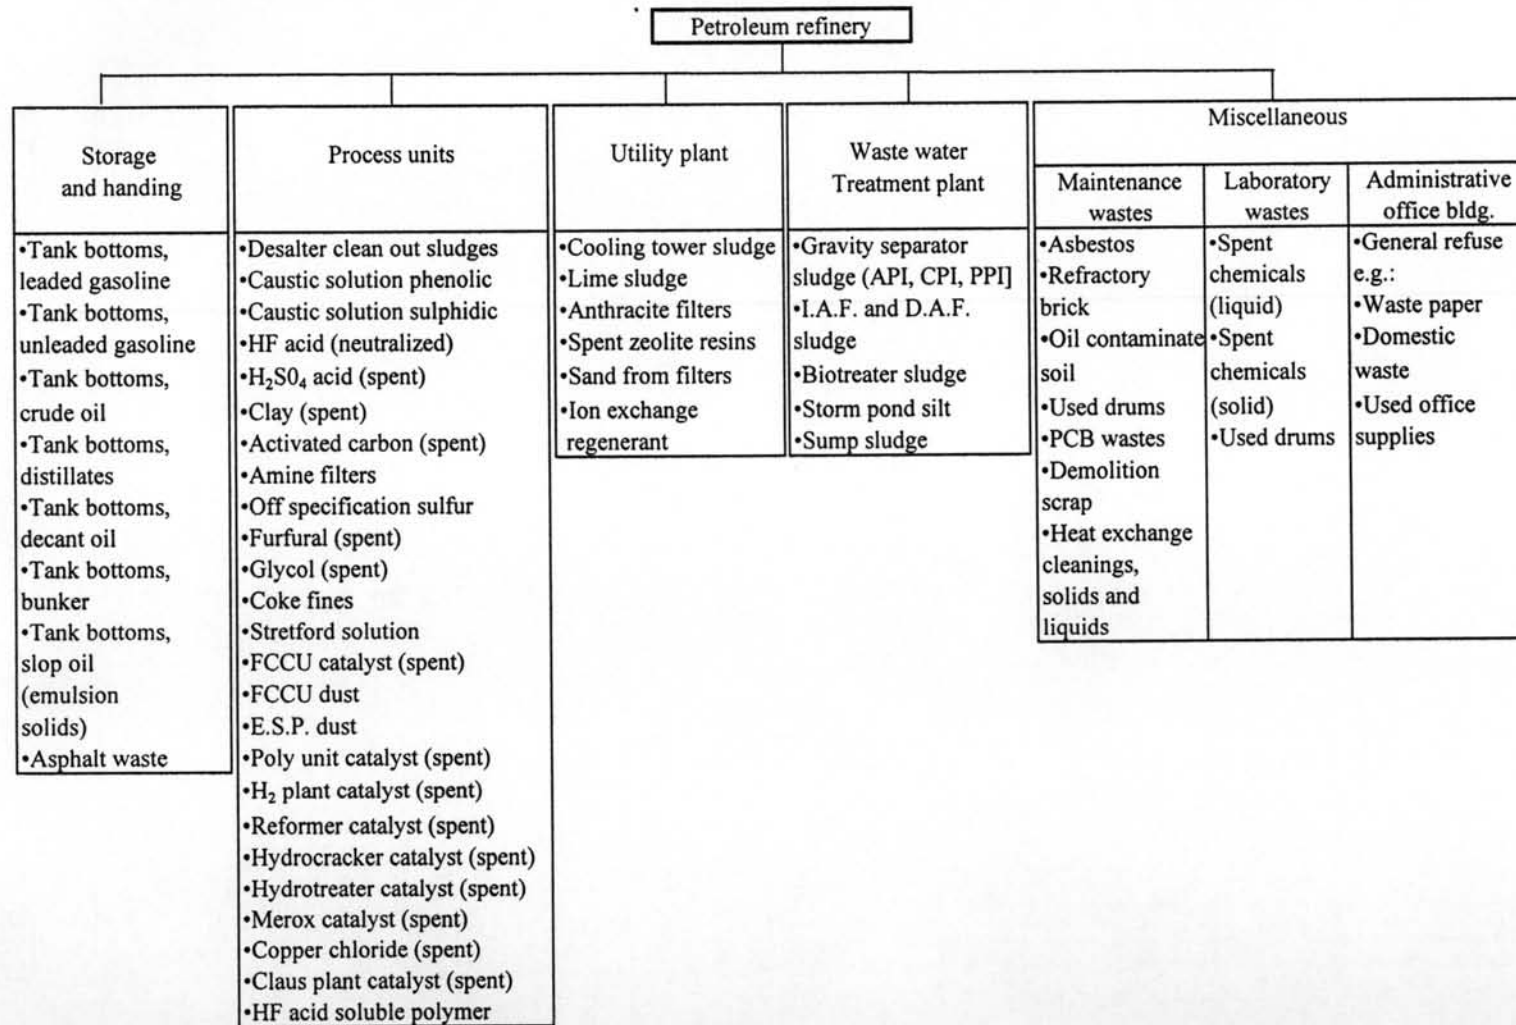 Petroleum refinery
Storage
and handing
•Tank bottoms,
leaded gasoline
•Tank bottoms,
unleaded gasoline
•Tank bottoms,
crude oil
•Tank bottoms,
distillates
•Tank bottoms,
decant oil
•Tank bottoms,
bunker
•Tank bottoms,
slop oil
(emulsion
solids)
•Asphalt waste
Process units
•Desalter clean out sludges
•Caustic solution phenolic
•Caustic solution sulphidic
•HF acid (neutralized)
•H₂S0₄ acid (spent)
•Clay (spent)
•Activated carbon (spent)
•Amine filters
•Off specification sulfur
•Furfural (spent)
•Glycol (spent)
•Coke fines
•Stretford solution
•FCCU catalyst (spent)
•FCCU dust
•E.S.P. dust
•Poly unit catalyst (spent)
•H₂ plant catalyst (spent)
•Reformer catalyst (spent)
•Hydrocracker catalyst (spent)
•Hydrotreater catalyst (spent)
•Merox catalyst (spent)
•Copper chloride (spent)
•Claus plant catalyst (spent)
•HF acid soluble polymer
Utility plant
•Cooling tower sludge
•Lime sludge
•Anthracite filters
•Spent zeolite resins
•Sand from filters
•Ion exchange
regenerant
Waste water
Treatment plant
•Gravity separator
sludge (API, CPI, PPI]
•I.A.F. and D.A.F.
sludge
•Biotreater sludge
•Storm pond silt
•Sump sludge
Miscellaneous
Maintenance
wastes
•Asbestos
•Refractory
brick
•Oil contaminate
soil
•Used drums
•PCB wastes
•Demolition
scrap
•Heat exchange
cleanings,
solids and
liquids
Laboratory
wastes
•Spent
chemicals
(liquid)
•Spent
chemicals
(solid)
•Used drums
Administrative
office bldg.
•General refuse
e.g.:
•Waste paper
•Domestic
waste
•Used office
supplies